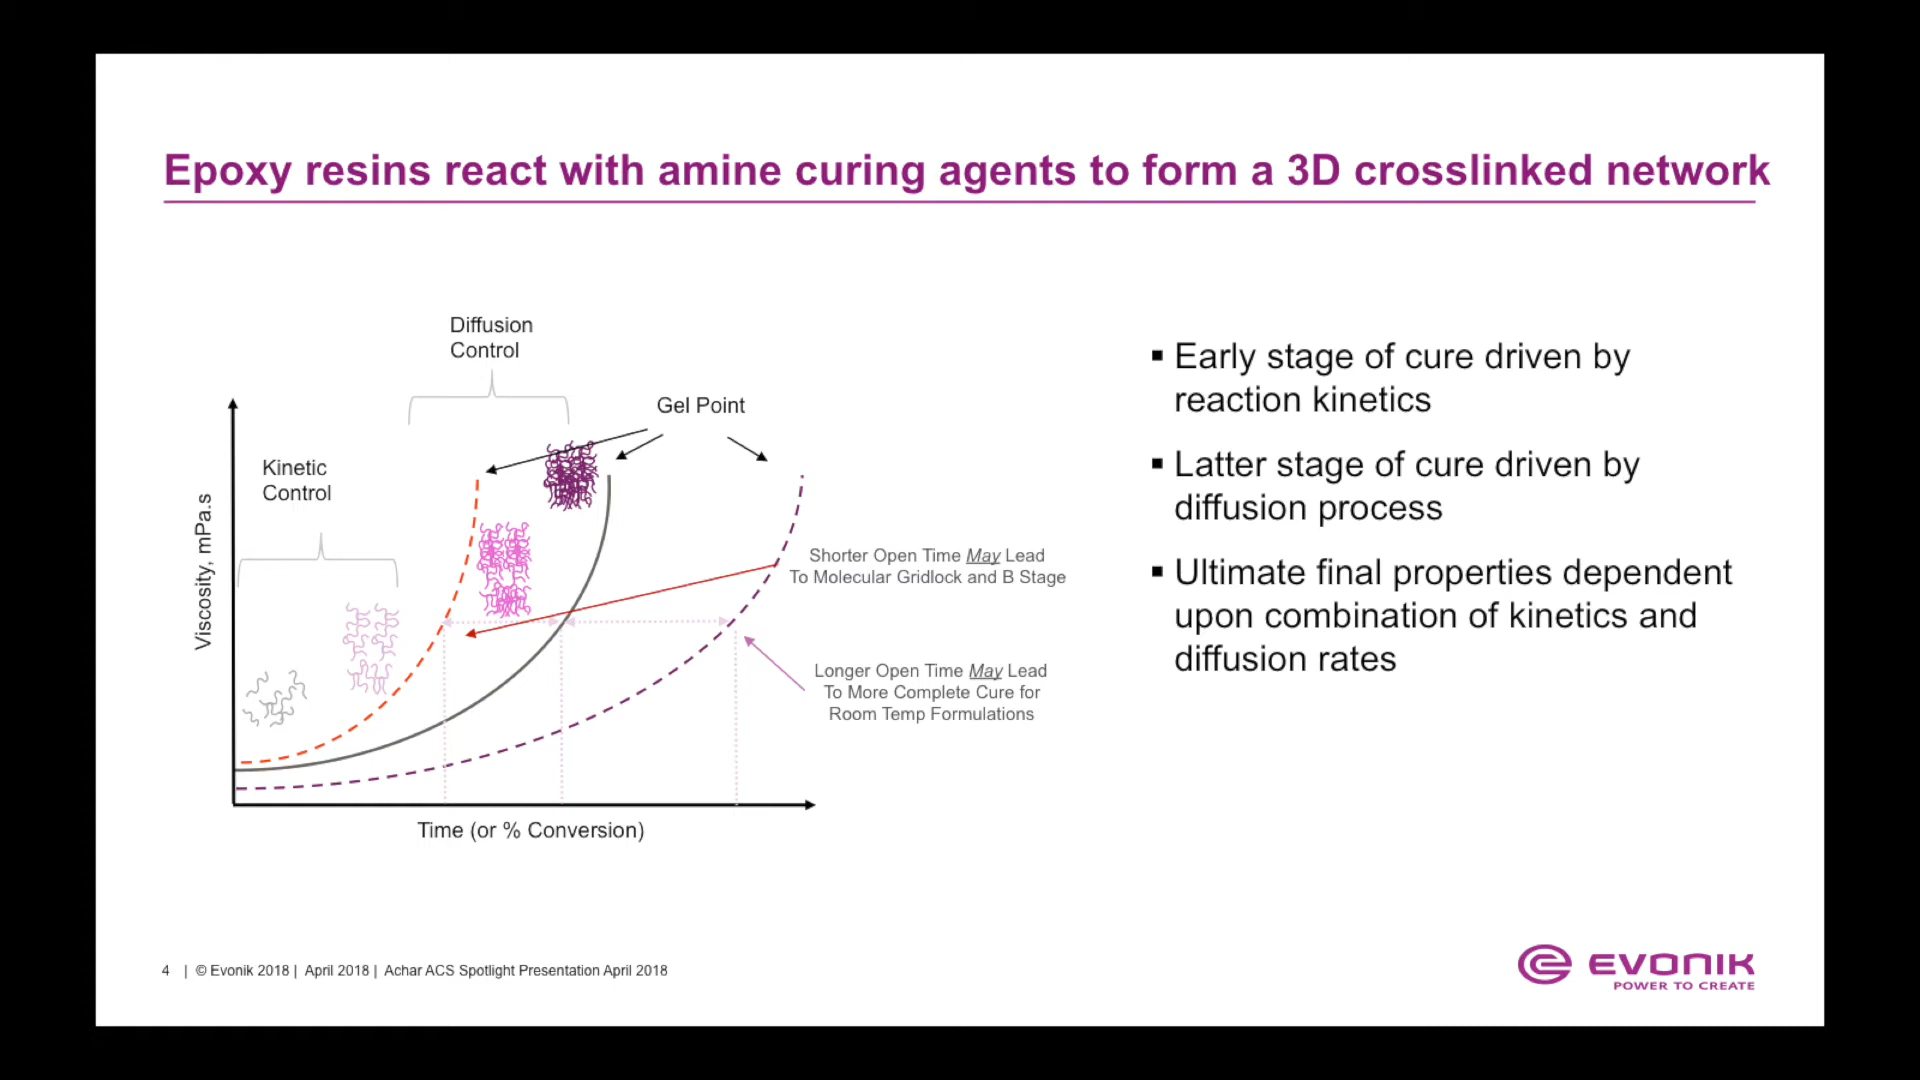 Epoxy resins react with amine curing agents to form a 3D crosslinked network
Diffusion
Control
Gel Point
Kinetic
Control
Viscosity, mPa.s
Shorter Open Time May Lead
To Molecular Gridlock and B Stage
Longer Open Time May Lead
To More Complete Cure for
Room Temp Formulations
Time (or % Conversion)
▪ Early stage of cure driven by
reaction kinetics
▪ Latter stage of cure driven by
diffusion process
▪ Ultimate final properties dependent
upon combination of kinetics and
diffusion rates
4 | © Evonik 2018 | April 2018 | Achar ACS Spotlight Presentation April 2018
EVONIK
POWER TO CREATE